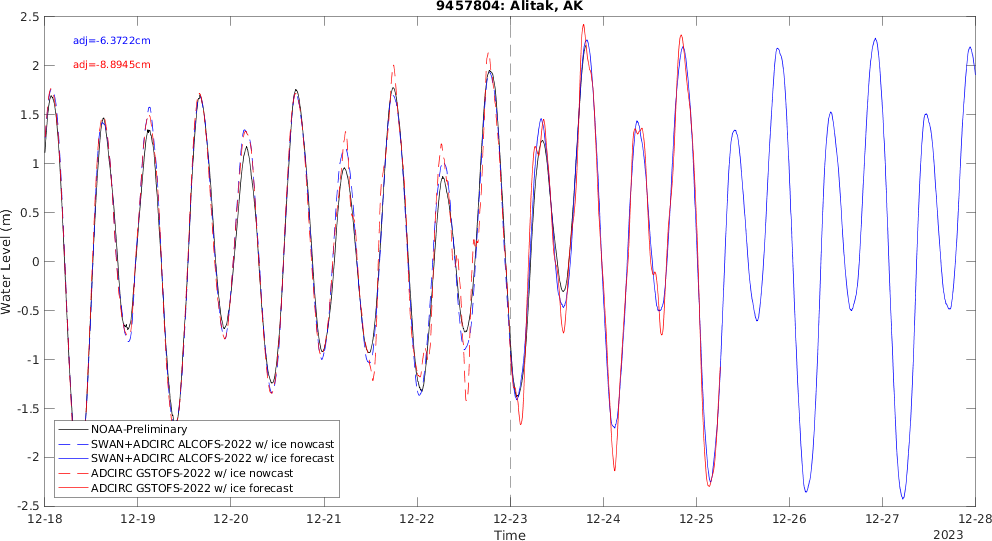 9457804: Alitak, AK
adj=-6.3722cm
adj=-8.8945cm
2.5
2
1.5
1
0.5
0
-0.5
-1
-1.5
-2
-2.5
Water Level (m)
NOAA-Preliminary
SWAN+ADCIRC ALCOFS-2022 w/ ice nowcast
SWAN+ADCIRC ALCOFS-2022 w/ ice forecast
ADCIRC GSTOFS-2022 w/ ice nowcast
ADCIRC GSTOFS-2022 w/ ice forecast
12-18 12-19 12-20 12-21 12-22 12-23 12-24 12-25 12-26 12-27 12-28
Time
2023